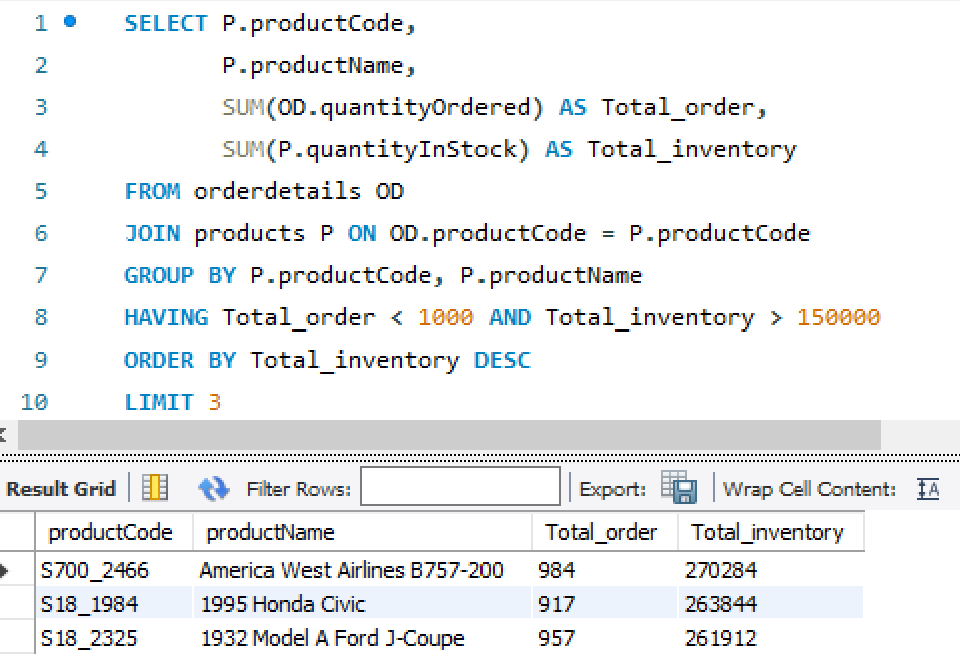 1 SELECT P.productCode,
2 P.productName,
3 SUM(OD.quantityOrdered) AS Total_order,
4 SUM(P.quantityInStock) AS Total_inventory
5 FROM orderdetails OD
6 JOIN products P ON OD.productCode = P.productCode
7 GROUP BY P.productCode, P.productName
8 HAVING Total_order < 1000 AND Total_inventory > 150000
9 ORDER BY Total_inventory DESC
10 LIMIT 3
Result Grid Filter Rows: Export: Wrap Cell Content: IA
productCode productName Total_order Total_inventory
S700_2466 America West Airlines B757-200 984 270284
S18_1984 1995 Honda Civic 917 263844
S18_2325 1932 Model A Ford J-Coupe 957 261912